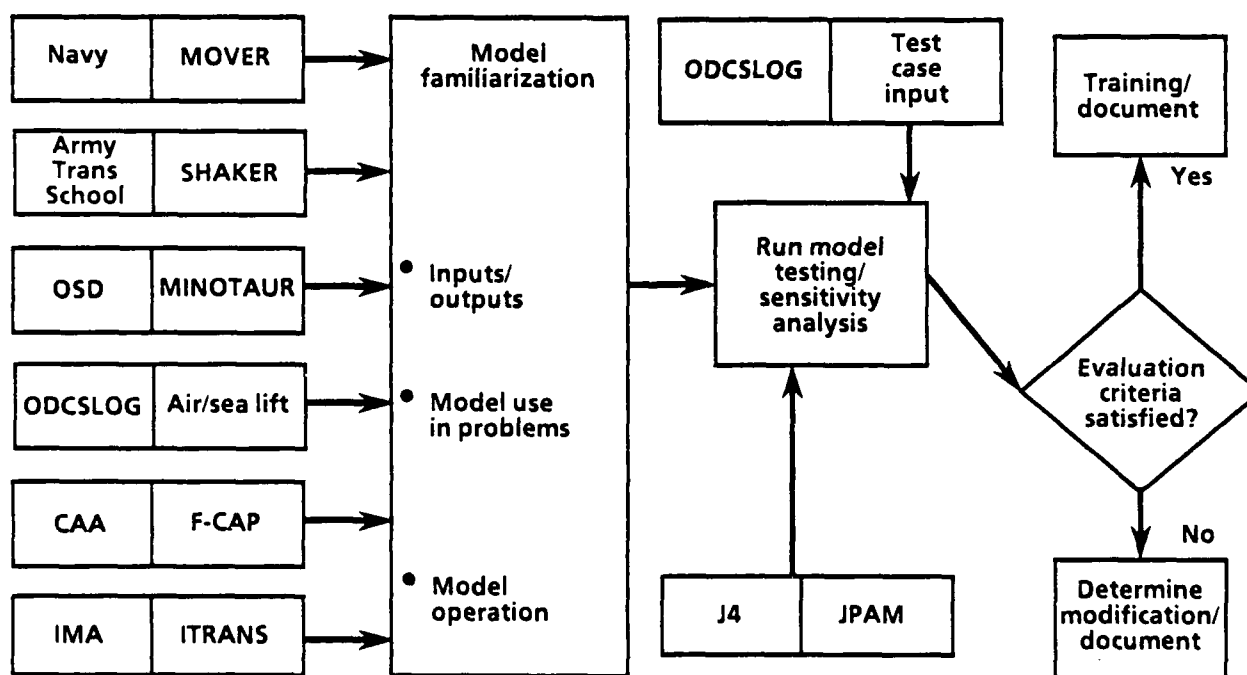 Navy
MOVER
Army
Trans
School
SHAKER
OSD
MINOTAUR
ODCSLOG
Air/sea lift
CAA
F-CAP
IMA
ITRANS
Model
familiarization
• Inputs/
outputs
• Model use
in problems
• Model
operation
ODCSLOG
Test
case
input
Run model
testing/
sensitivity
analysis
J4
JPAM
Training/
document
Yes
Evaluation
criteria
satisfied?
No
Determine
modification/
document